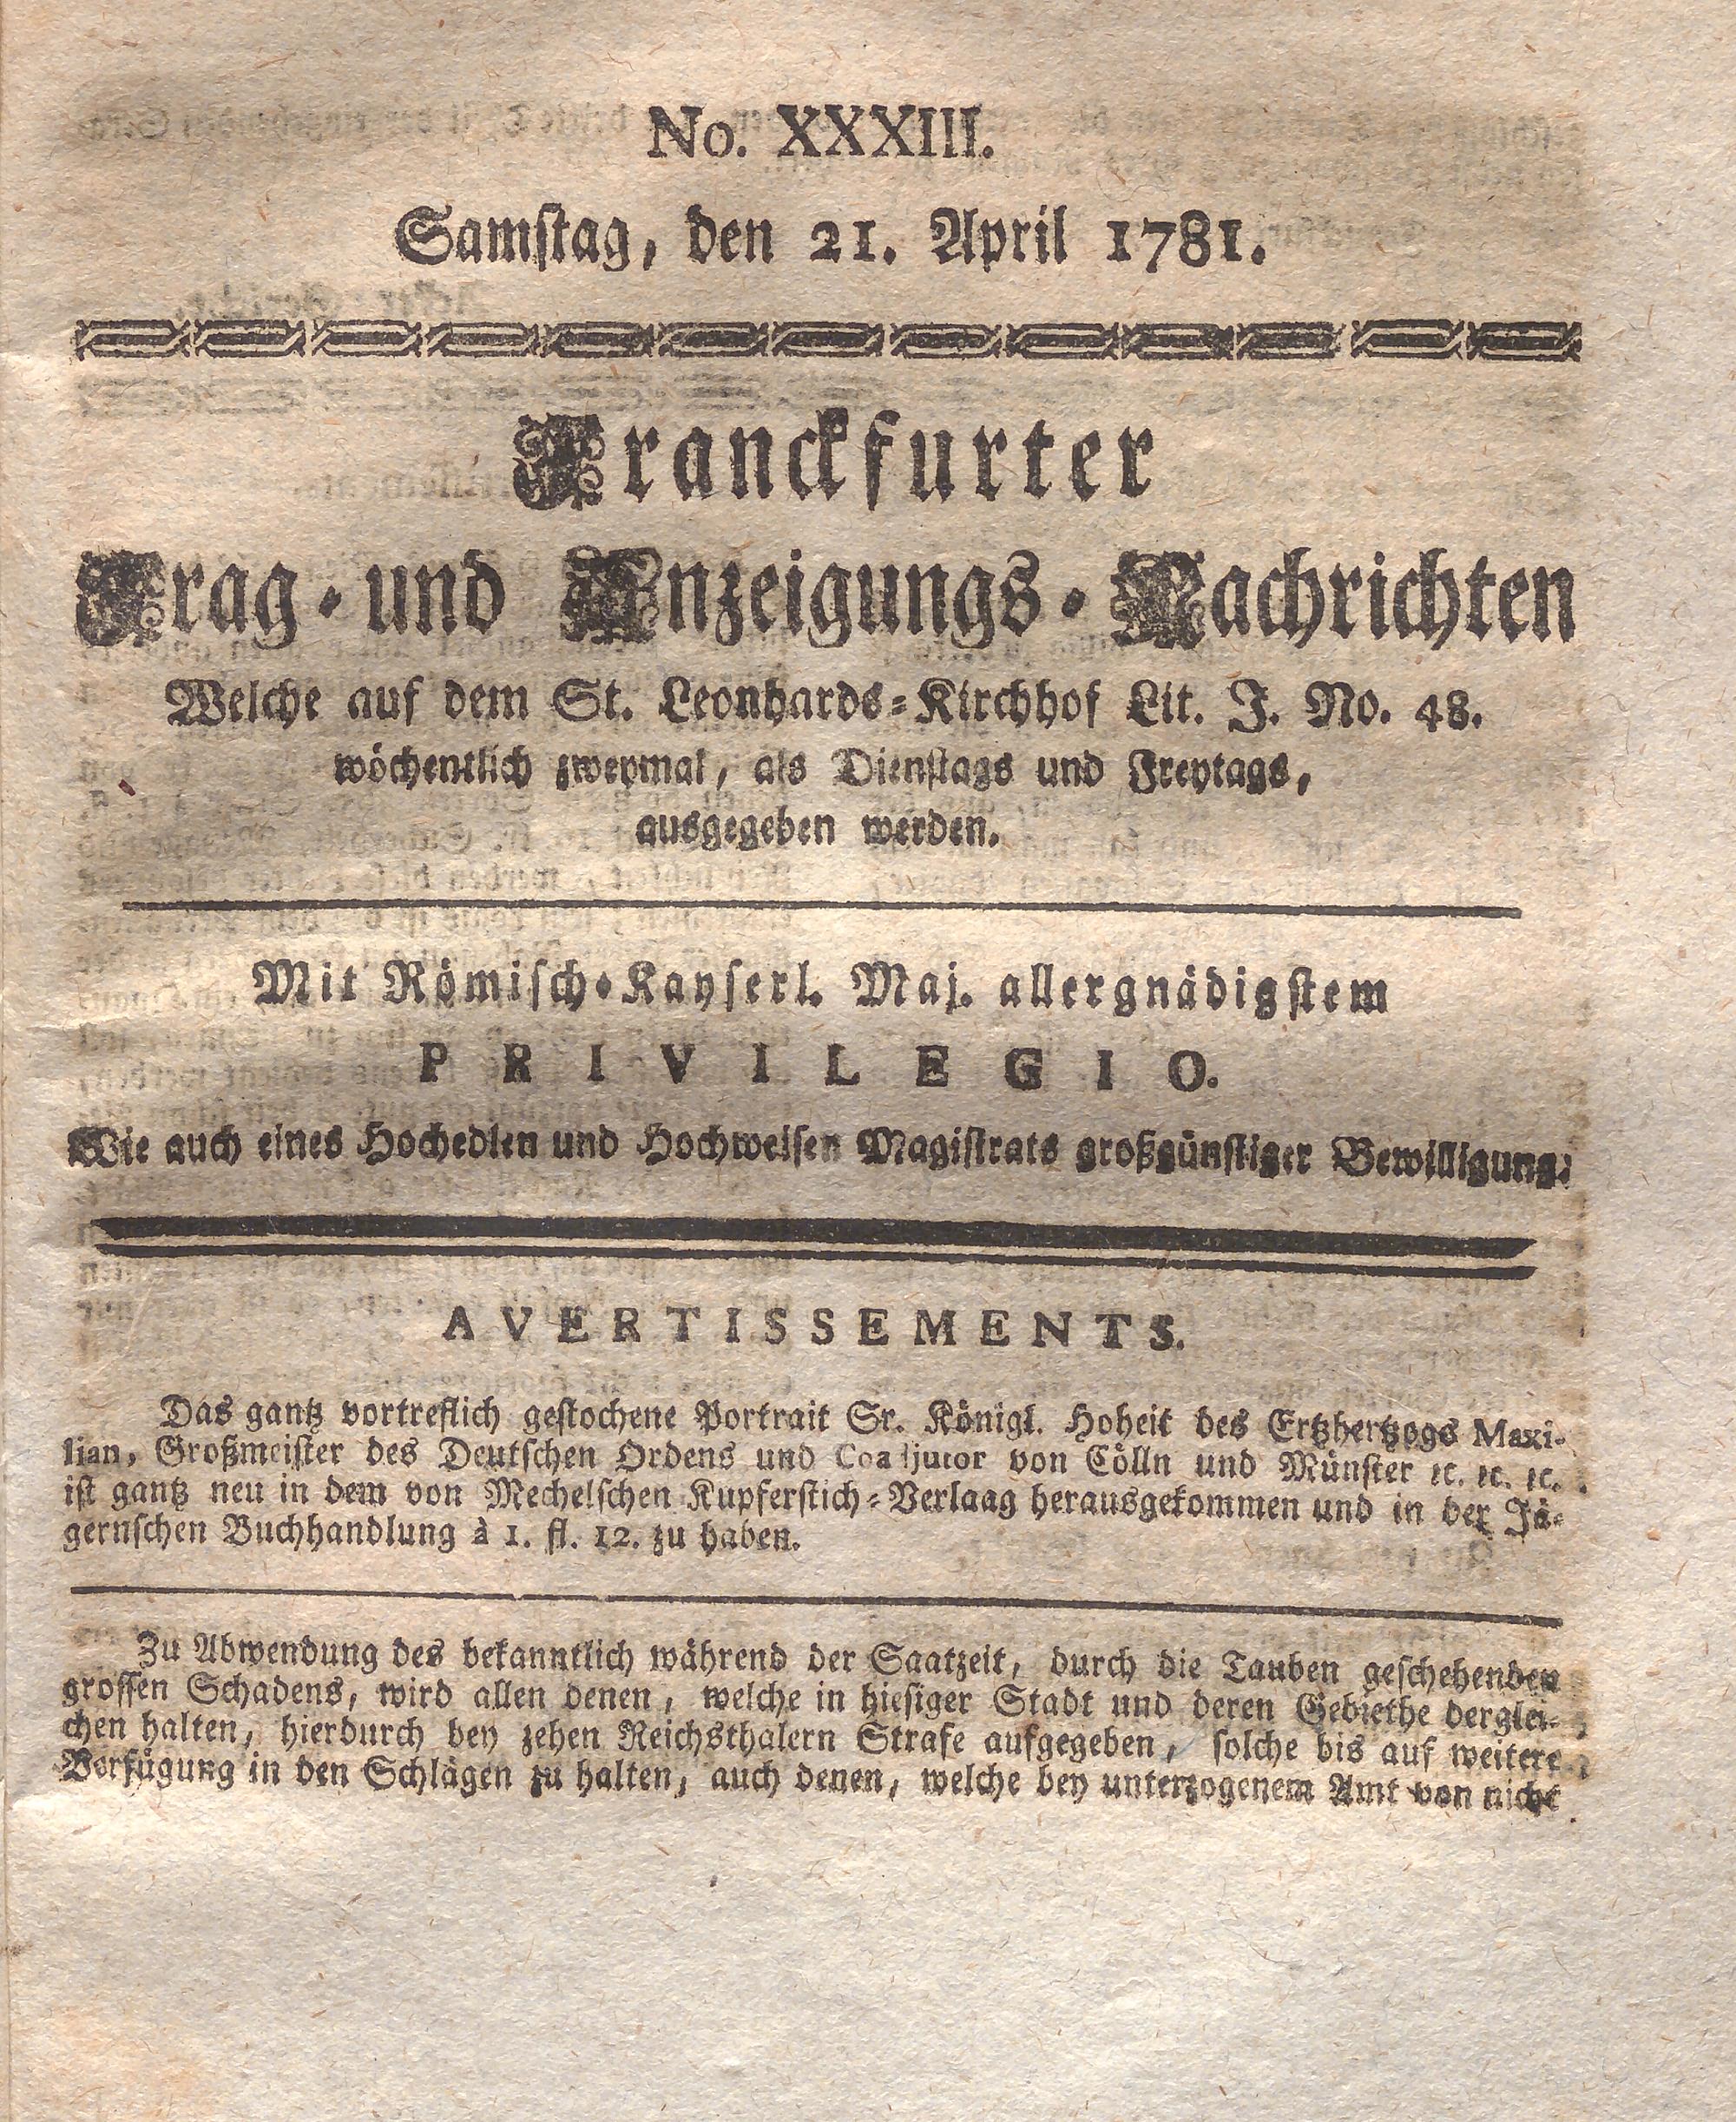 No. XXXIII.
Samstag, den 21. April 1781.
Franckfurter
Frag- und Anzeigungs-Nachrichten
Welche auf dem St. Leonhards-Kirchhof Lit. J. No. 48.
wöchentlich zweymal, als Dienstags und Freytags,
ausgegeben werden.
Mit Römisch-Kayserl. Maj. allergnädigstem
PRIVILEGIO.
Wie auch eines Hochedlen und Hochweisen Magistrats großgünstiger Bewilligung.
AVERTISSEMENTS.
Das gantz vortreflich gestochene Portrait Sr. Königl. Hoheit des Ertzhertzogs Maxi-
lian, Großmeister des Deutschen Ordens und Coadjutor von Cölln und Münster ꝛc. ꝛc. ꝛc.
ist gantz neu in dem von Mechelschen Kupferstich-Verlaag herausgekommen und in der Jä-
gernschen Buchhandlung à 1. fl. 12. zu haben.
Zu Abwendung des bekanntlich während der Saatzeit, durch die Tauben geschehenden
grossen Schadens, wird allen denen, welche in hiesiger Stadt und deren Gebiethe derglei-
chen halten, hierdurch bey zehen Reichsthalern Strafe aufgegeben, solche bis auf weitere
Verfügung in den Schlägen zu halten, auch denen, welche bey unterzogenem Amt von nicht